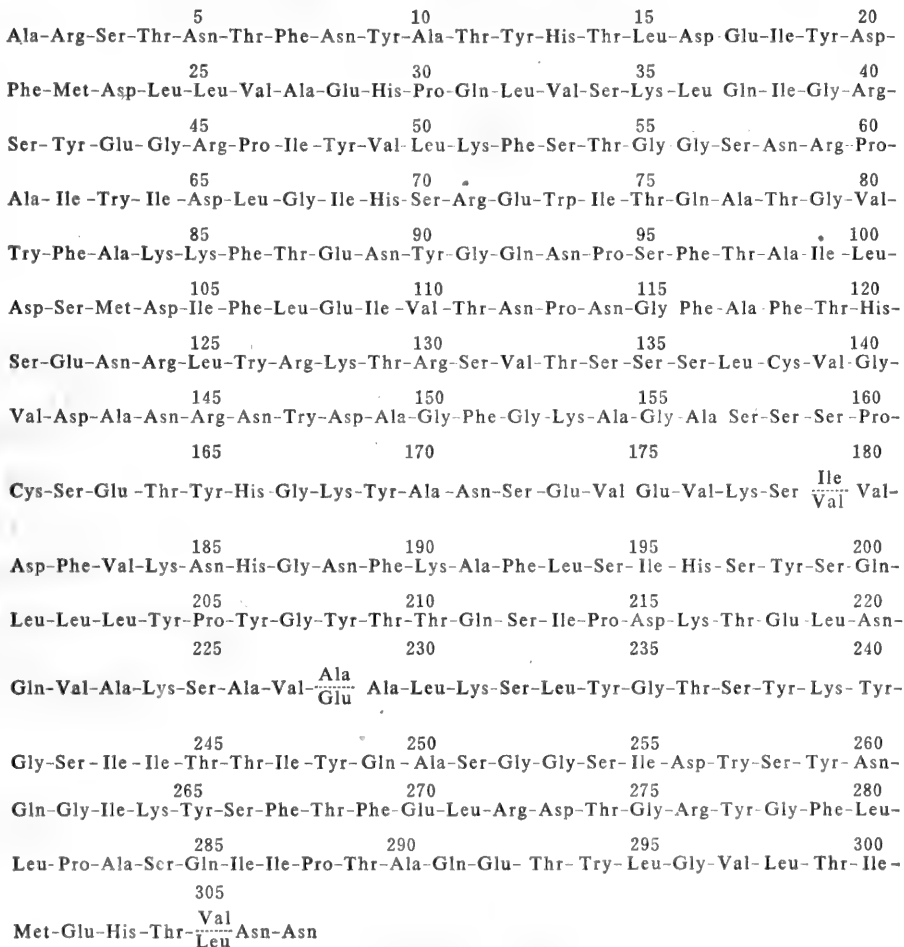 5 10 15 20
Ala-Arg-Ser-Thr-Asn-Thr-Phe-Asn-Tyr-Ala-Thr-Tyr-His-Thr-Leu-Asp Glu-Ile-Tyr-Asp-
25 30 35 40
Phe-Met-Asp-Leu-Leu-Val-Ala-Glu-His-Pro-Gln-Leu-Val-Ser-Lys-Leu Gln-Ile-Gly-Arg-
45 50 55 60
Ser-Tyr-Glu-Gly-Arg-Pro-Ile-Tyr-Val-Leu-Lys-Phe-Ser-Thr-Gly Gly-Ser-Asn-Arg-Pro-
65 70 75 80
Ala-Ile-Try-Ile-Asp-Leu-Gly-Ile-His-Ser-Arg-Glu-Trp-Ile-Thr-Gln-Ala-Thr-Gly-Val-
85 90 95 100
Try-Phe-Ala-Lys-Lys-Phe-Thr-Glu-Asn-Tyr-Gly-Gln-Asn-Pro-Ser-Phe-Thr-Ala-Ile-Leu-
105 110 115 120
Asp-Ser-Met-Asp-Ile-Phe-Leu-Glu-Ile-Val-Thr-Asn-Pro-Asn-Gly Phe-Ala-Phe-Thr-His-
125 130 135 140
Ser-Glu-Asn-Arg-Leu-Try-Arg-Lys-Thr-Arg-Ser-Val-Thr-Ser-Ser-Ser-Leu-Cys-Val-Gly-
145 150 155 160
Val-Asp-Ala-Asn-Arg-Asn-Try-Asp-Ala-Gly-Phe-Gly-Lys-Ala-Gly-Ala Ser-Ser-Ser-Pro-
165 170 175 180
Cys-Ser-Glu-Thr-Tyr-His-Gly-Lys-Tyr-Ala-Asn-Ser-Glu-Val Glu-Val-Lys-Ser Ile/Val Val-
185 190 195 200
Asp-Phe-Val-Lys-Asn-His-Gly-Asn-Phe-Lys-Ala-Phe-Leu-Ser-Ile-His-Ser-Tyr-Ser-Gln-
205 210 215 220
Leu-Leu-Leu-Tyr-Pro-Tyr-Gly-Tyr-Thr-Thr-Gln-Ser-Ile-Pro-Asp-Lys-Thr-Glu-Leu-Asn-
225 230 235 240
Gln-Val-Ala-Lys-Ser-Ala-Val-Ala/Glu Ala-Leu-Lys-Ser-Leu-Tyr-Gly-Thr-Ser-Tyr-Lys-Tyr-
245 250 255 260
Gly-Ser-Ile-Ile-Thr-Thr-Ile-Tyr-Gln-Ala-Ser-Gly-Gly-Ser-Ile-Asp-Try-Ser-Tyr-Asn-
265 270 275 280
Gln-Gly-Ile-Lys-Tyr-Ser-Phe-Thr-Phe-Glu-Leu-Arg-Asp-Thr-Gly-Arg-Tyr-Gly-Phe-Leu-
285 290 295 300
Leu-Pro-Ala-Ser-Gln-Ile-Ile-Pro-Thr-Ala-Gln-Glu-Thr-Try-Leu-Gly-Val-Leu-Thr-Ile-
305
Met-Glu-His-Thr-Val/Leu Asn-Asn